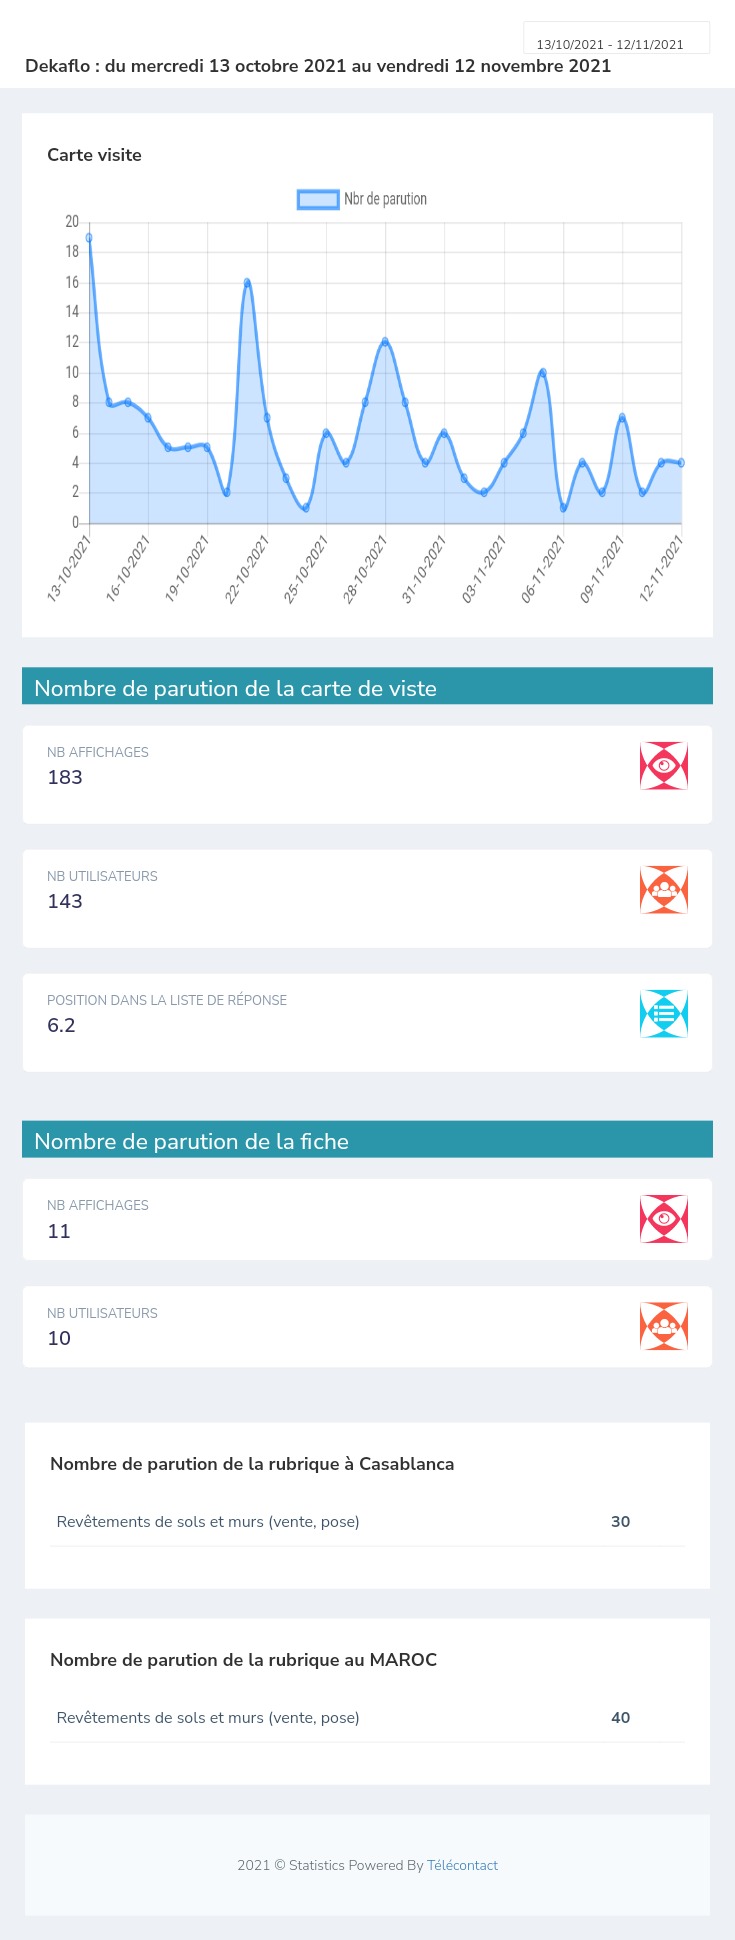 13/10/2021 - 12/11/2021
Dekaflo : du mercredi 13 octobre 2021 au vendredi 12 novembre 2021
Carte visite
Nbr de parution
20
18
16
14
12
10
8
6
4
2
0
13-10-2021
16-10-2021
19-10-2021
22-10-2021
25-10-2021
28-10-2021
31-10-2021
03-11-2021
06-11-2021
09-11-2021
12-11-2021
Nombre de parution de la carte de viste
NB AFFICHAGES
183
NB UTILISATEURS
143
POSITION DANS LA LISTE DE RÉPONSE
6.2
Nombre de parution de la fiche
NB AFFICHAGES
11
NB UTILISATEURS
10
Nombre de parution de la rubrique à Casablanca
Revêtements de sols et murs (vente, pose) 30
Nombre de parution de la rubrique au MAROC
Revêtements de sols et murs (vente, pose) 40
2021 © Statistics Powered By Télécontact